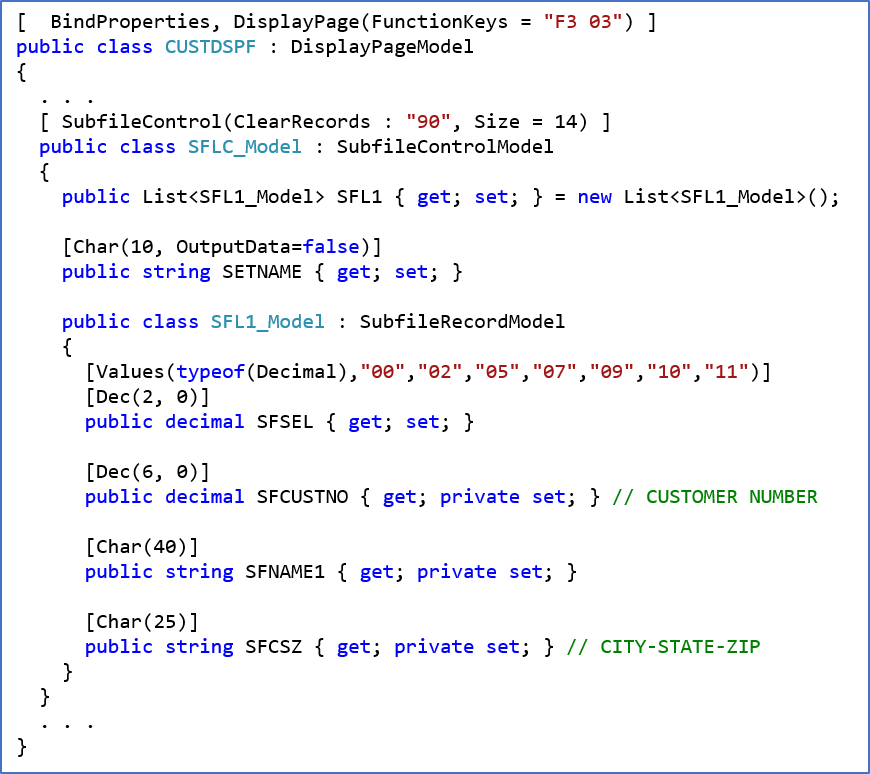 [  BindProperties, DisplayPage(FunctionKeys = "F3 03") ]
public class CUSTDSPF : DisplayPageModel
{
  . . .
  [ SubfileControl(ClearRecords : "90", Size = 14) ]
  public class SFLC_Model : SubfileControlModel
  {
    public List<SFL1_Model> SFL1 { get; set; } = new List<SFL1_Model>();

    [Char(10, OutputData=false)]
    public string SETNAME { get; set; }

    public class SFL1_Model : SubfileRecordModel
    {
      [Values(typeof(Decimal),"00","02","05","07","09","10","11")]
      [Dec(2, 0)]
      public decimal SFSEL { get; set; }

      [Dec(6, 0)]
      public decimal SFCUSTNO { get; private set; } // CUSTOMER NUMBER

      [Char(40)]
      public string SFNAME1 { get; private set; }

      [Char(25)]
      public string SFCSZ { get; private set; } // CITY-STATE-ZIP
    }
  }
  . . .
}